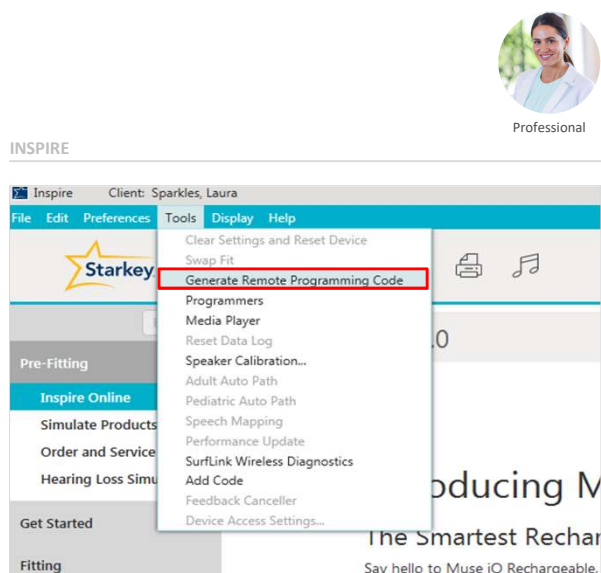 Professional
INSPIRE
Inspire Client: Sparkles, Laura
File Edit Preferences Tools Display Help
Starkey
Clear Settings and Reset Device
Swap Fit
Generate Remote Programming Code
Programmers
Media Player
Reset Data Log
Speaker Calibration...
Adult Auto Path
Pediatric Auto Path
Speech Mapping
Performance Update
SurfLink Wireless Diagnostics
Add Code
Feedback Canceller
Device Access Settings...
.0
Pre-Fitting
Inspire Online
Simulate Products
Order and Service
Hearing Loss Simu
Get Started
Fitting
oducing M
The Smartest Rechar
Say hello to Muse iQ Rechargeable.